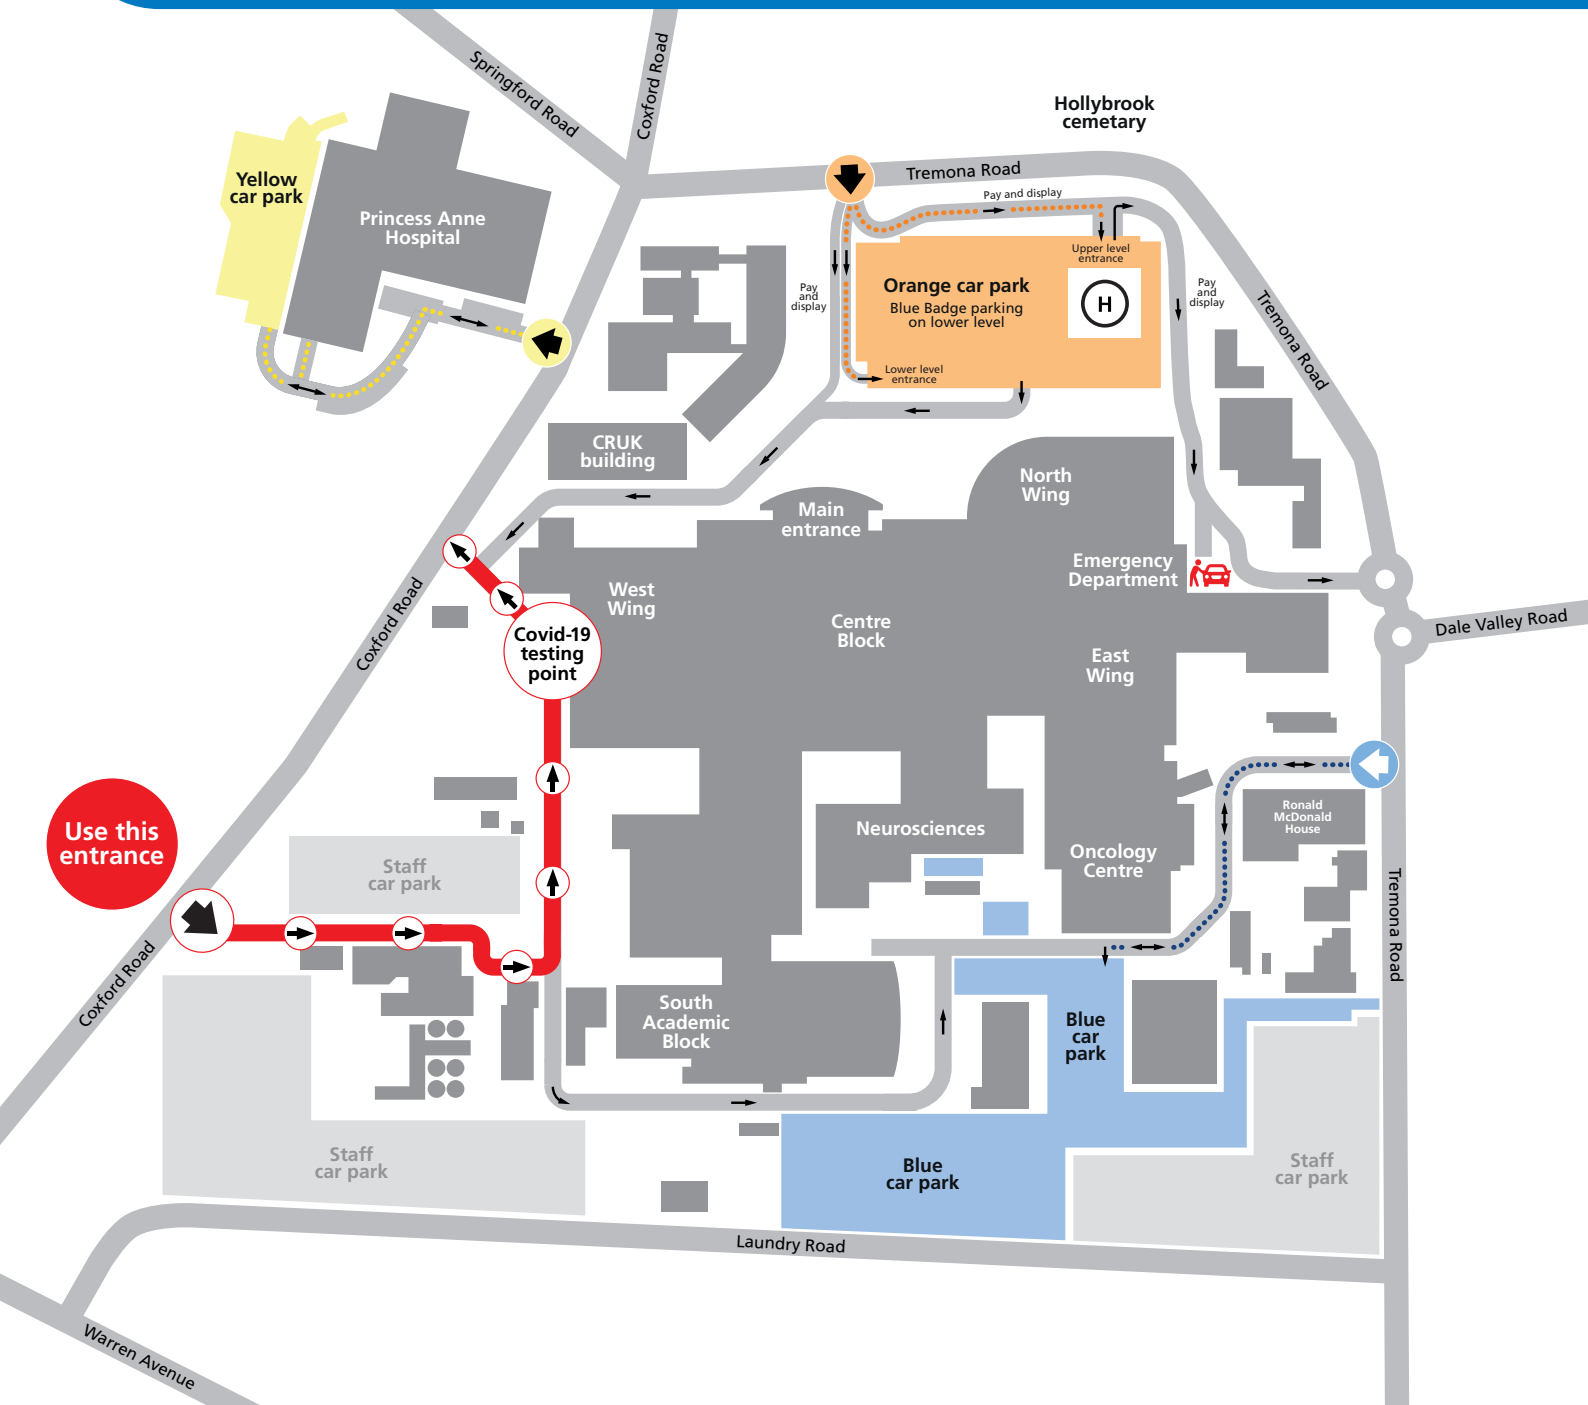 Springford Road
Coxford Road
Hollybrook
cemetary
Tremona Road
Pay and display
Yellow
car park
Princess Anne
Hospital
Upper level
entrance
Orange car park
Blue Badge parking
on lower level
H
Pay
and
display
Pay
and
display
Tremona Road
Lower level
entrance
CRUK
building
North
Wing
Main
entrance
Emergency
Department
West
Wing
Centre
Block
East
Wing
Dale Valley Road
Coxford Road
Covid-19
testing
point
Use this
entrance
Staff
car park
Neurosciences
Oncology
Centre
Ronald
McDonald
House
Tremona Road
Coxford Road
South
Academic
Block
Blue
car
park
Staff
car park
Blue
car park
Staff
car park
Laundry Road
Warren Avenue